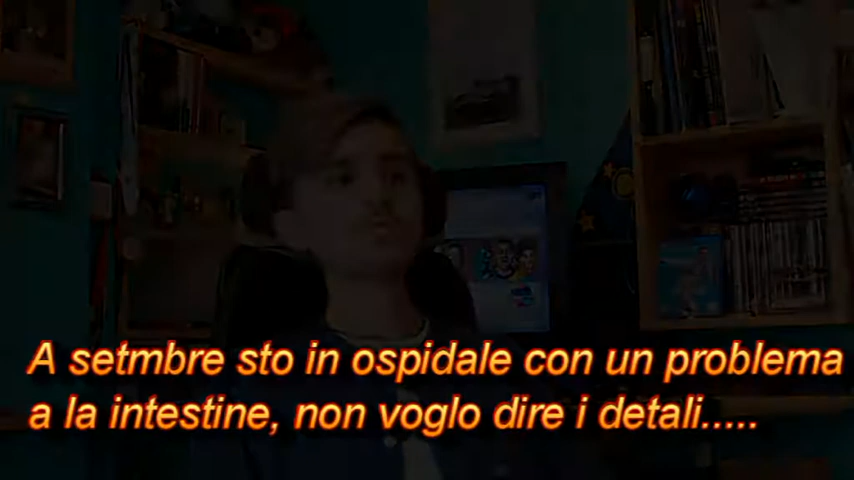 A setmbre sto in ospidale con un problema
a la intestine, non voglo dire i detali.....